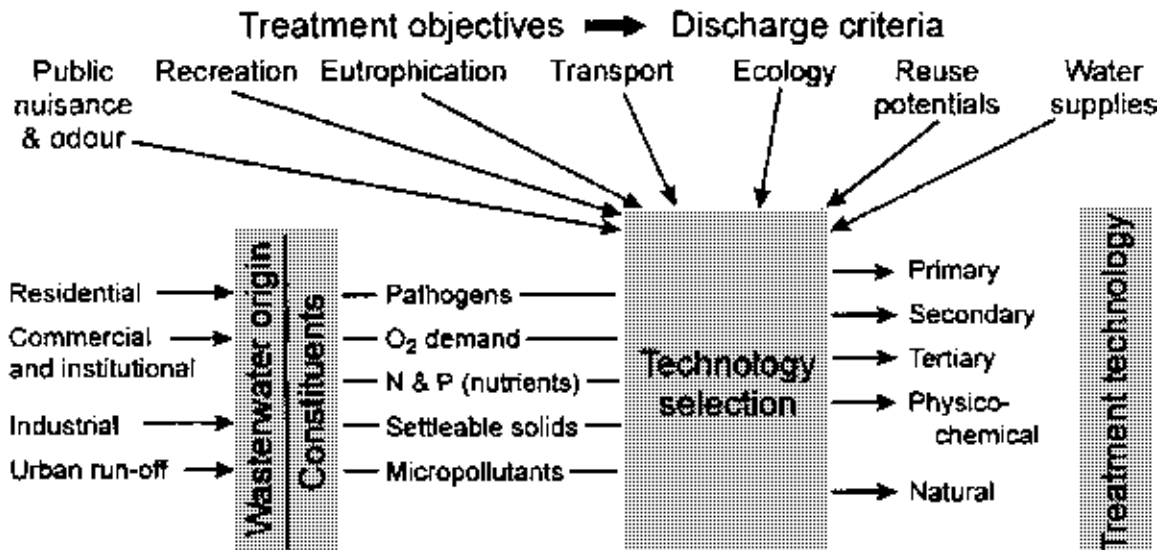 Treatment objectives ➡ Discharge criteria
Public nuisance & odour
Recreation
Eutrophication
Transport
Ecology
Reuse potentials
Water supplies
Residential
Commercial and institutional
Industrial
Urban run-off
Wasterwater origin
Constituents
Pathogens
O₂ demand
N & P (nutrients)
Settleable solids
Micropollutants
Technology selection
Primary
Secondary
Tertiary
Physico-chemical
Natural
Treatment technology